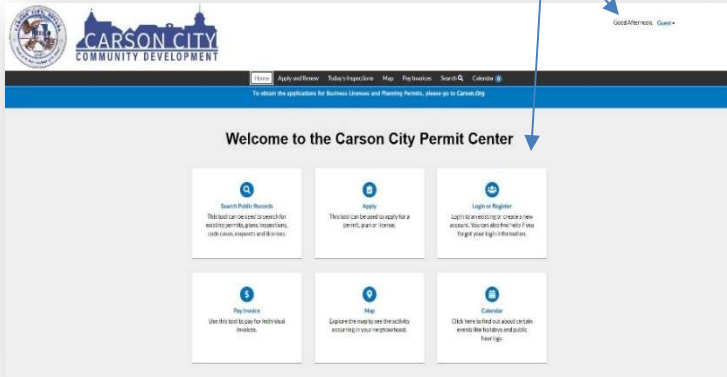 CARSON CITY
COMMUNITY DEVELOPMENT
Good Afternoon, Guest
Home Apply and Renew Today's Inspections Map Pay Invoices Search Calendar 0
To obtain the applications for Business Licenses and Planning Permits, please go to Carson.Org
Welcome to the Carson City Permit Center
Search Public Records
This tool can be used to search for
existing permits, plans, inspections,
code cases, requests and licenses.
Apply
This tool can be used to apply for a
permit, plan or license.
Login or Register
Login to an existing or create a new
account. You can also find help if you
forgot your login information.
Pay Invoice
Use this tool to pay for individual
invoices.
Map
Explore the map to see the activity
occurring in your neighborhood.
Calendar
Click here to find out about certain
events like holidays and public
hearings.